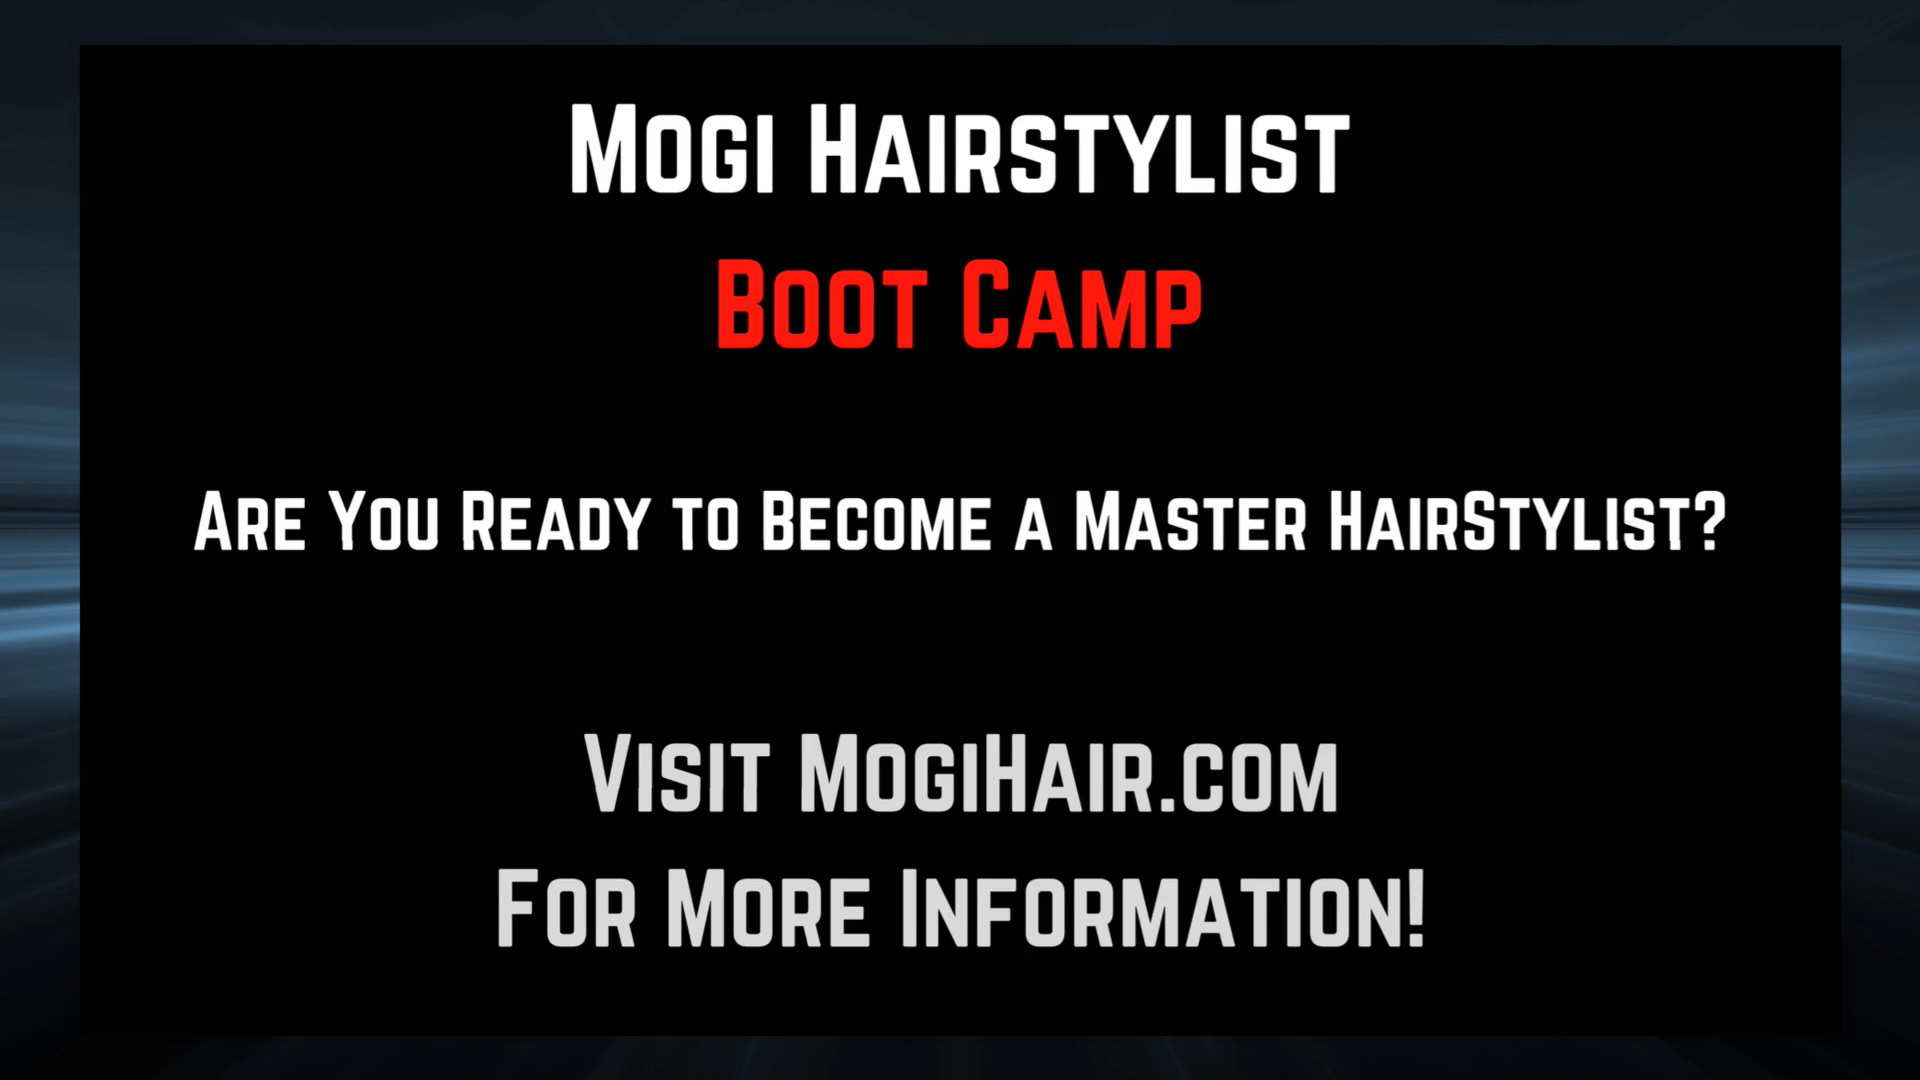 Mogi Hairstylist
Boot Camp
Are You Ready to Become a Master HairStylist?
Visit MogiHair.com
For More Information!